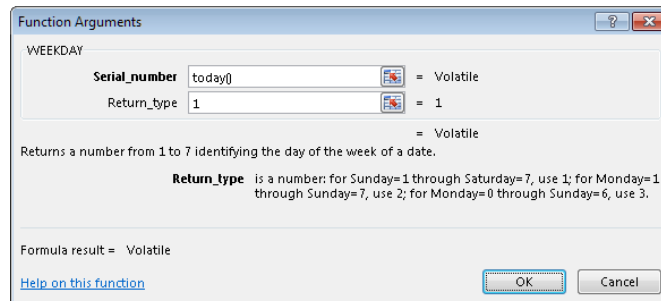 Function Arguments
WEEKDAY
Serial_number today() = Volatile
Return_type 1 = 1
= Volatile
Returns a number from 1 to 7 identifying the day of the week of a date.
Return_type is a number: for Sunday=1 through Saturday=7, use 1; for Monday=1
through Sunday=7, use 2; for Monday=0 through Sunday=6, use 3.
Formula result = Volatile
Help on this function OK Cancel